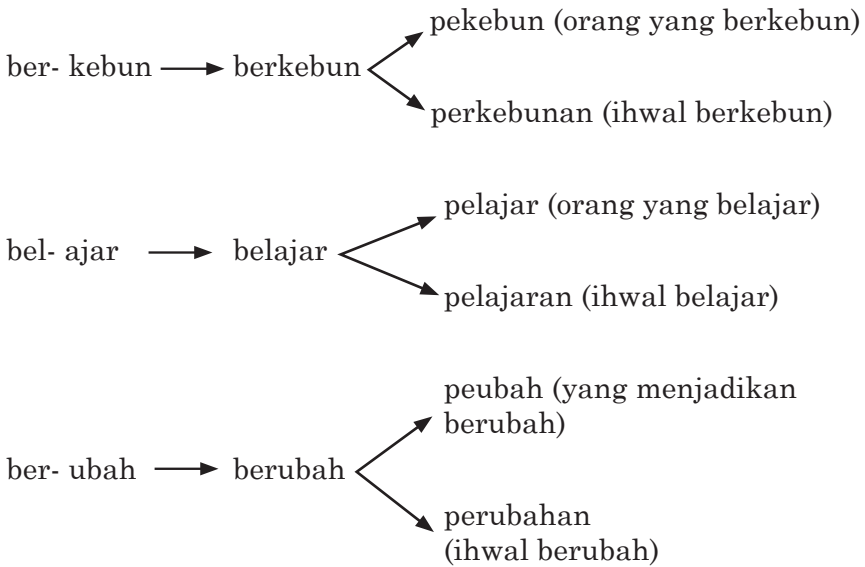 pekebun (orang yang berkebun)
ber- kebun berkebun
perkebunan (ihwal berkebun)
pelajar (orang yang belajar)
bel- ajar belajar
pelajaran (ihwal belajar)
peubah (yang menjadikan
berubah)
ber- ubah berubah
perubahan
(ihwal berubah)